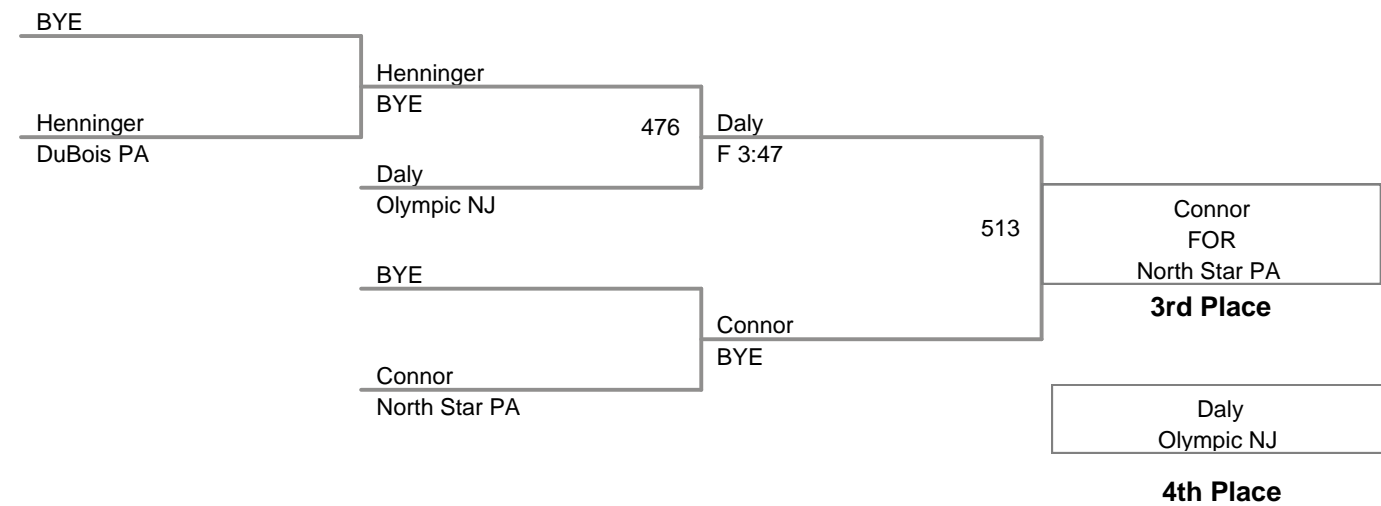 BYE
Henninger
BYE
Henninger
DuBois PA
476
Daly
F 3:47
Daly
Olympic NJ
513
Connor
FOR
North Star PA
3rd Place
BYE
Connor
BYE
Connor
North Star PA
Daly
Olympic NJ
4th Place